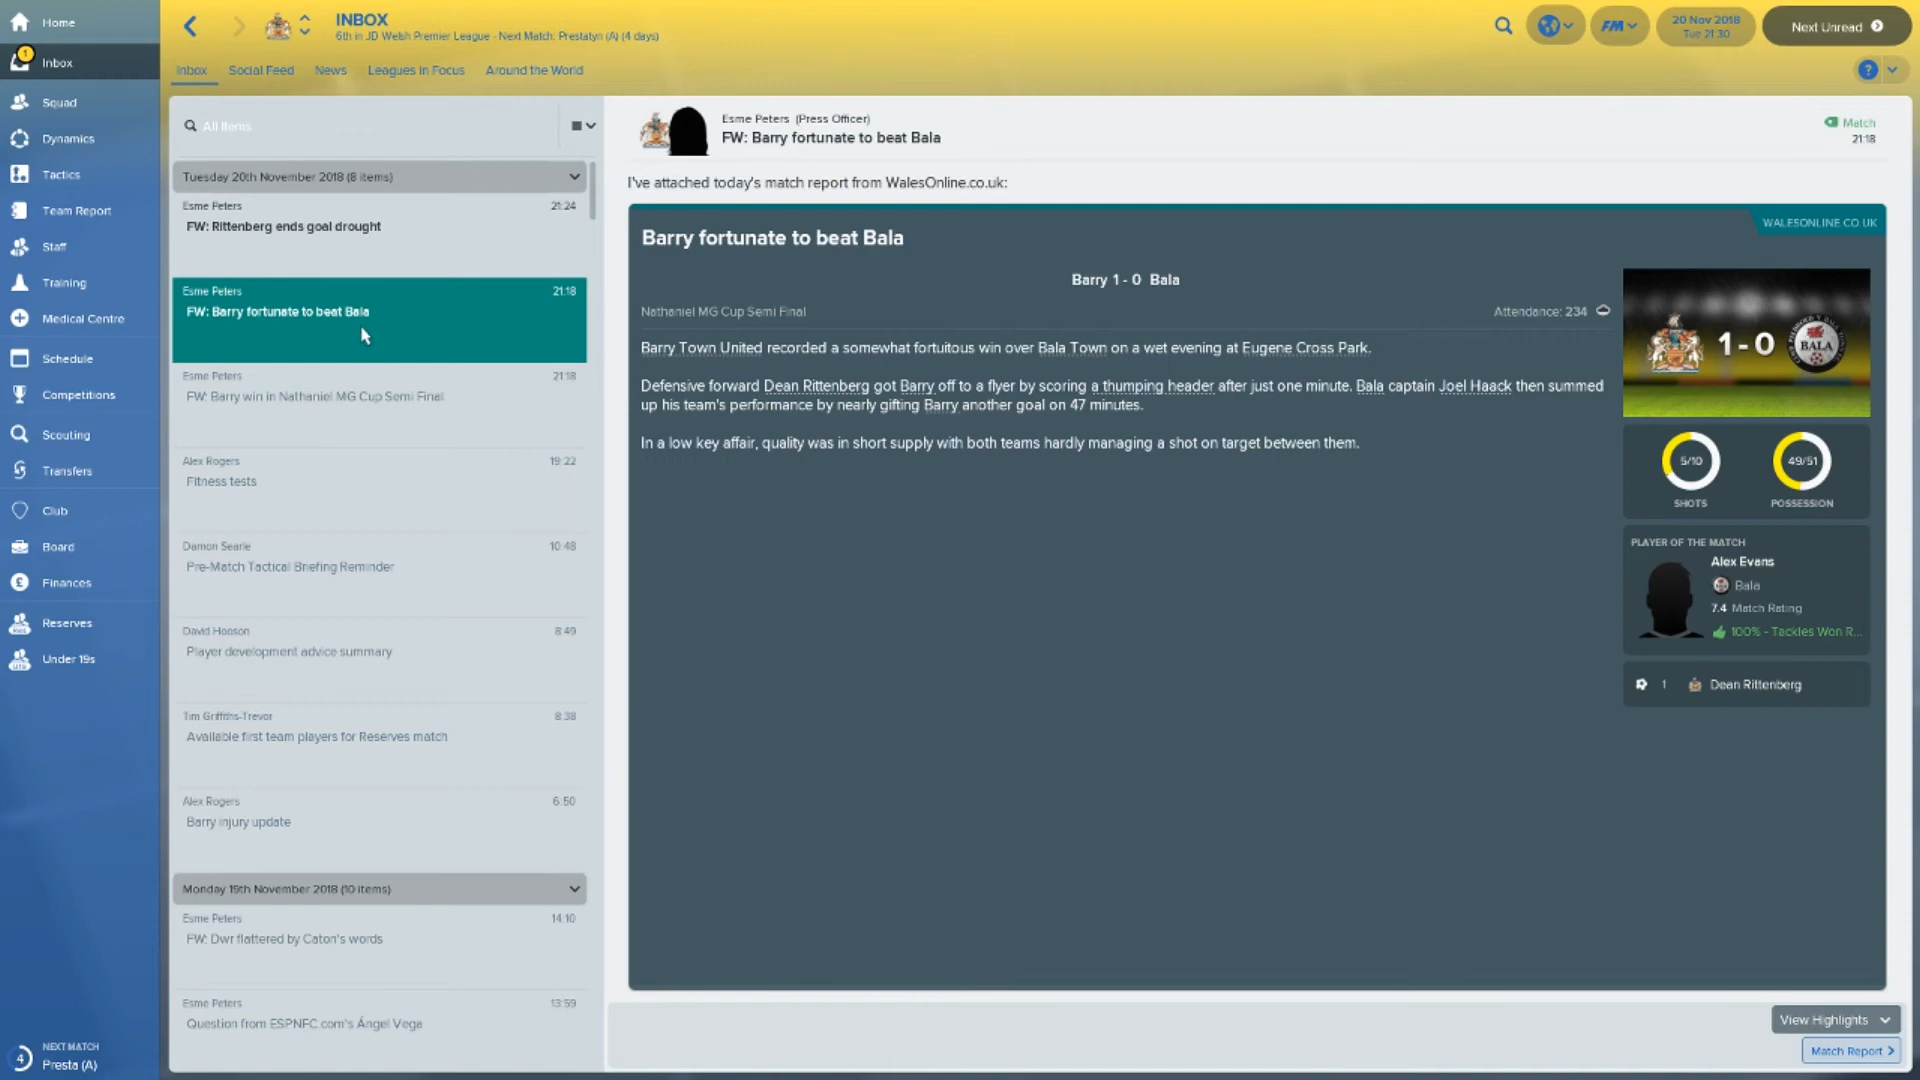 Home
Inbox
1
Squad
Dynamics
Tactics
Team Report
Staff
Training
Medical Centre
Schedule
Competitions
Scouting
Transfers
Club
Board
Finances
Reserves
Under 19s
4
NEXT MATCH
Presta (A)
INBOX
6th in JD Welsh Premier League - Next Match: Prestatyn (A) (4 days)
FM
20 Nov 2018
Tue 21:30
Next Unread
Inbox
Social Feed
News
Leagues In Focus
Around the World
?
All Items
Tuesday 20th November 2018 (8 items)
Esme Peters 21:24
FW: Rittenberg ends goal drought
Esme Peters 21:18
FW: Barry fortunate to beat Bala
Esme Peters 21:18
FW: Barry win in Nathaniel MG Cup Semi Final
Alex Rogers 19:22
Fitness tests
Damon Searle 10:48
Pre-Match Tactical Briefing Reminder
David Hooson 8:49
Player development advice summary
Tim Griffiths-Trevor 8:38
Available first team players for Reserves match
Alex Rogers 6:50
Barry injury update
Monday 19th November 2018 (10 items)
Esme Peters 14:10
FW: Dwr flattered by Caton's words
Esme Peters 13:59
Question from ESPNFC.com's Ángel Vega
Esme Peters (Press Officer)
FW: Barry fortunate to beat Bala
Match
21:18
I've attached today's match report from WalesOnline.co.uk:
WALESONLINE.CO.UK
Barry fortunate to beat Bala
Barry 1 - 0 Bala
Nathaniel MG Cup Semi Final
Attendance: 234
Barry Town United recorded a somewhat fortuitous win over Bala Town on a wet evening at Eugene Cross Park.
Defensive forward Dean Rittenberg got Barry off to a flyer by scoring a thumping header after just one minute. Bala captain Joel Haack then summed
up his team's performance by nearly gifting Barry another goal on 47 minutes.
In a low key affair, quality was in short supply with both teams hardly managing a shot on target between them.
1 - 0
BALA
5/10
49/51
SHOTS
POSSESSION
PLAYER OF THE MATCH
Alex Evans
Bala
7.4 Match Rating
100% - Tackles Won R...
1 Dean Rittenberg
View Highlights
Match Report